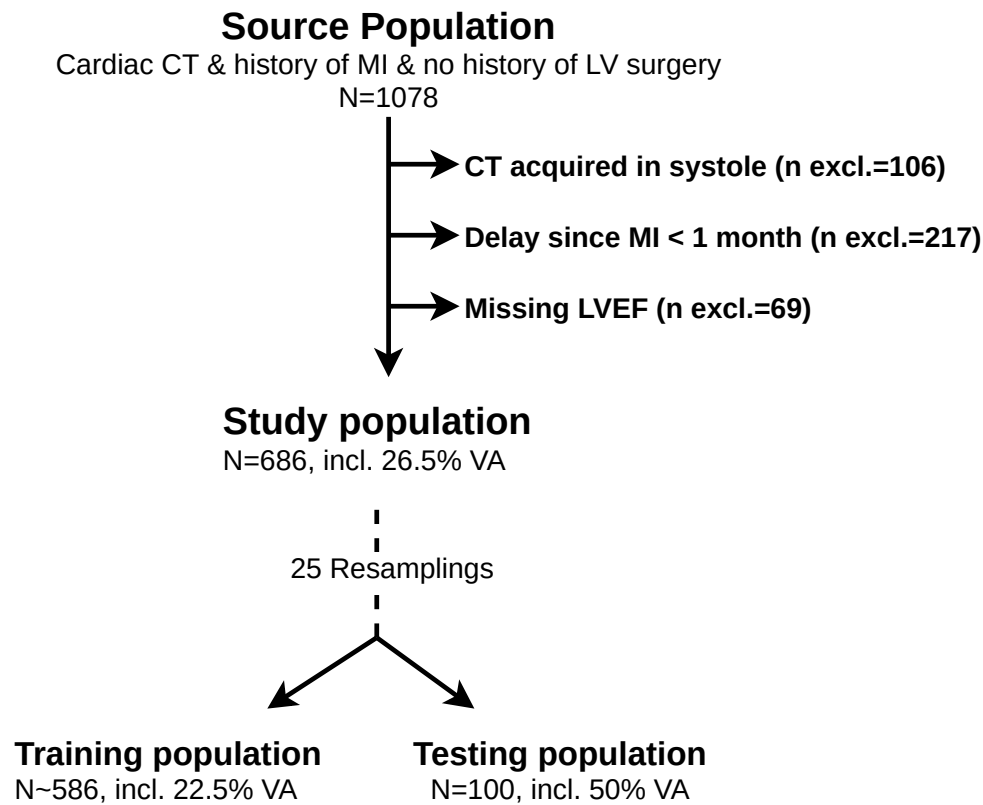 Source Population
Cardiac CT & history of MI & no history of LV surgery
N=1078
CT acquired in systole (n excl.=106)
Delay since MI < 1 month (n excl.=217)
Missing LVEF (n excl.=69)
Study population
N=686, incl. 26.5% VA
25 Resamplings
Training population
N~586, incl. 22.5% VA
Testing population
N=100, incl. 50% VA